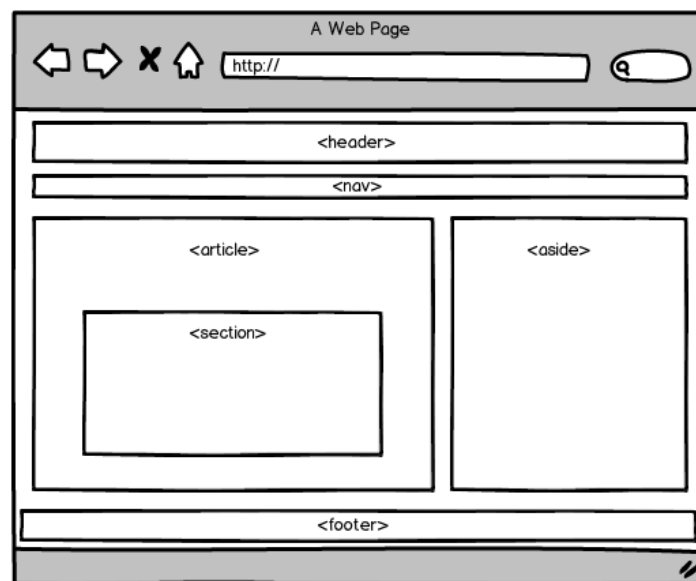 A Web Page
http://
<header>
<nav>
<article>
<aside>
<section>
<footer>